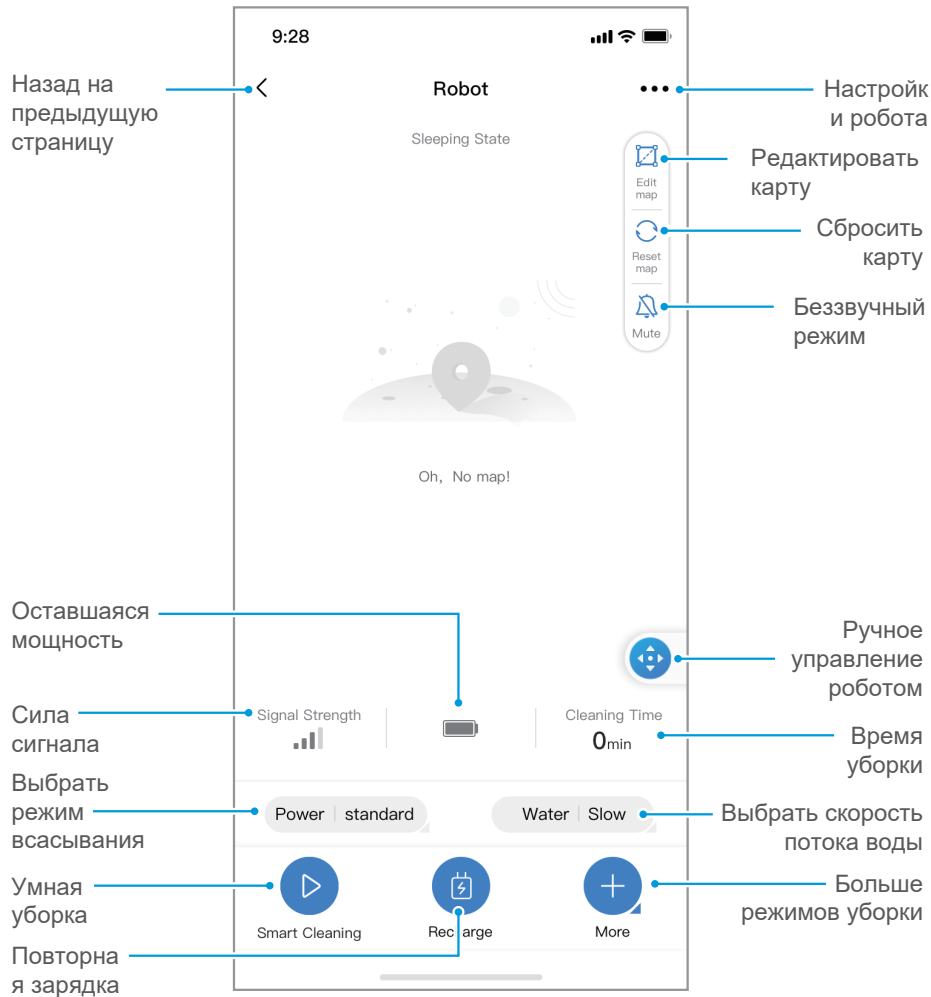 9:28
Назад на
предыдущую
страницу
Robot
Настройк
и робота
Sleeping State
Edit
map
Редактировать
карту
Reset
map
Сбросить
карту
Mute
Беззвучный
режим
Oh, No map!
Оставшаяся
мощность
Ручное
управление
роботом
Сила
сигнала
Signal Strength
Cleaning Time
0min
Время
уборки
Выбрать
режим
всасывания
Power | standard
Water | Slow
Выбрать скорость
потока воды
Умная
уборка
Smart Cleaning
Rec arge
More
Больше
режимов уборки
Повторна
я зарядка